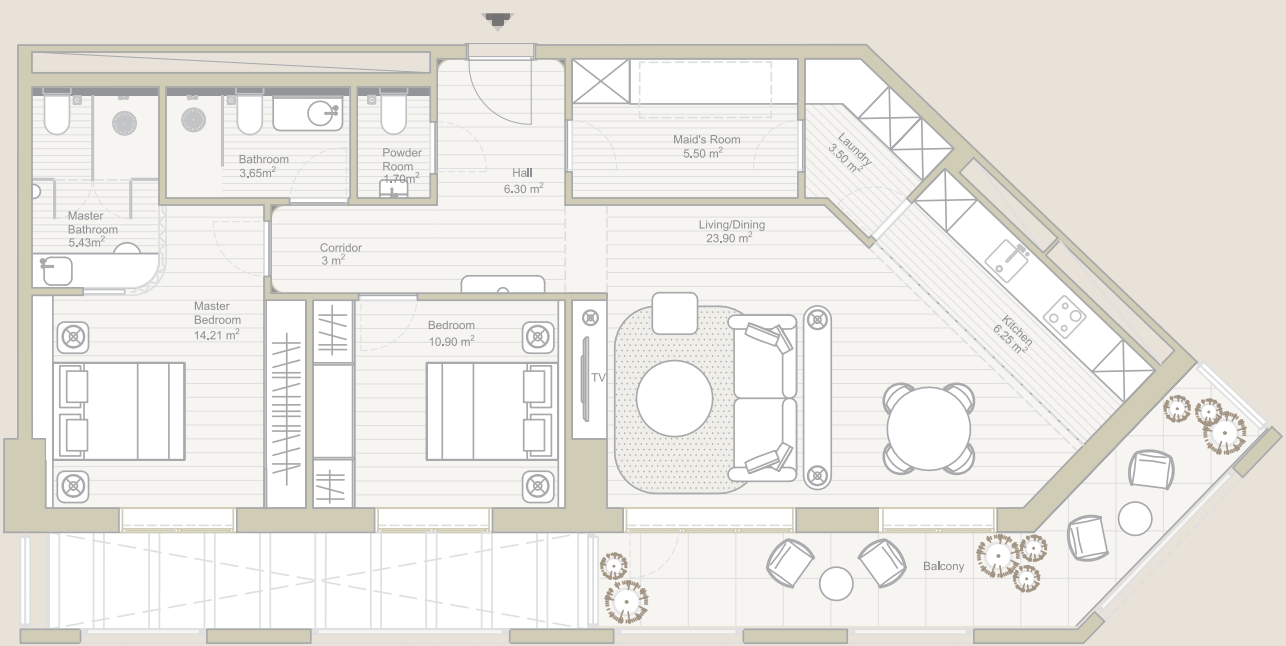 Maid's Room
5.50 m²
Laundry
3.50 m²
Powder
Room
1.70m²
Bathroom
3.65m²
Hall
6.30 m²
Master
Bathroom
5.43m²
Living/Dining
23.90 m²
Corridor
3 m²
Master
Bedroom
14.21 m²
Bedroom
10.90 m²
Kitchen
6.25 m²
TV
Balcony